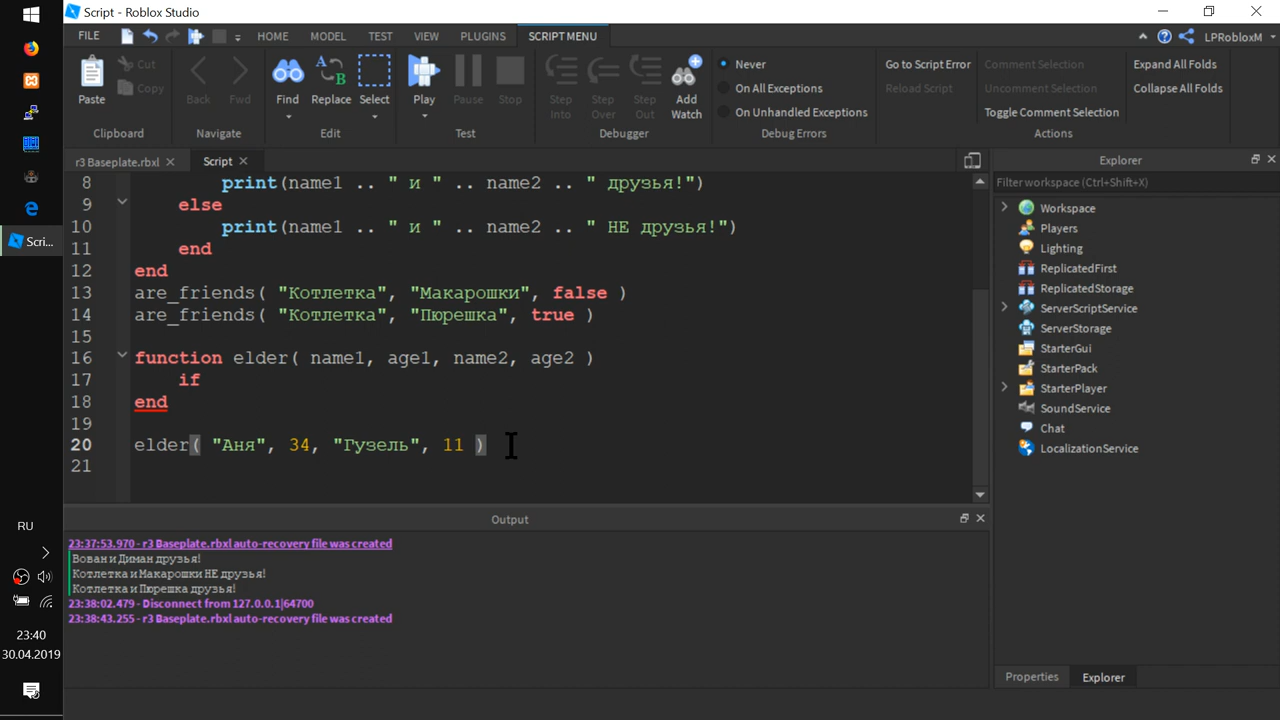 Script - Roblox Studio
FILE HOME MODEL TEST VIEW PLUGINS SCRIPT MENU LPRobloxM
Paste Cut Copy
Back Fwd
Find Replace Select
Play Pause Stop
Step Into Step Over Step Out Add Watch
Never
On All Exceptions
On Unhandled Exceptions
Go to Script Error
Reload Script
Comment Selection
Uncomment Selection
Toggle Comment Selection
Expand All Folds
Collapse All Folds
Clipboard Navigate Edit Test Debugger Debug Errors Actions
r3 Baseplate.rbxl Script
8 print(name1 .. " и " .. name2 .. " друзья!")
9 else
10 print(name1 .. " и " .. name2 .. " НЕ друзья!")
11 end
12 end
13 are_friends( "Котлетка", "Макарошки", false )
14 are_friends( "Котлетка", "Пюрешка", true )
15
16 function elder( name1, age1, name2, age2 )
17 if
18 end
19
20 elder( "Аня", 34, "Гузель", 11 )
21
Output
23:37:53.970 - r3 Baseplate.rbxl auto-recovery file was created
Вован и Диман друзья!
Котлетка и Макарошки НЕ друзья!
Котлетка и Пюрешка друзья!
23:38:02.479 - Disconnect from 127.0.0.1|64700
23:38:43.255 - r3 Baseplate.rbxl auto-recovery file was created
Explorer
Filter workspace (Ctrl+Shift+X)
Workspace
Players
Lighting
ReplicatedFirst
ReplicatedStorage
ServerScriptService
ServerStorage
StarterGui
StarterPack
StarterPlayer
SoundService
Chat
LocalizationService
Properties Explorer
Scri...
RU
23:40
30.04.2019